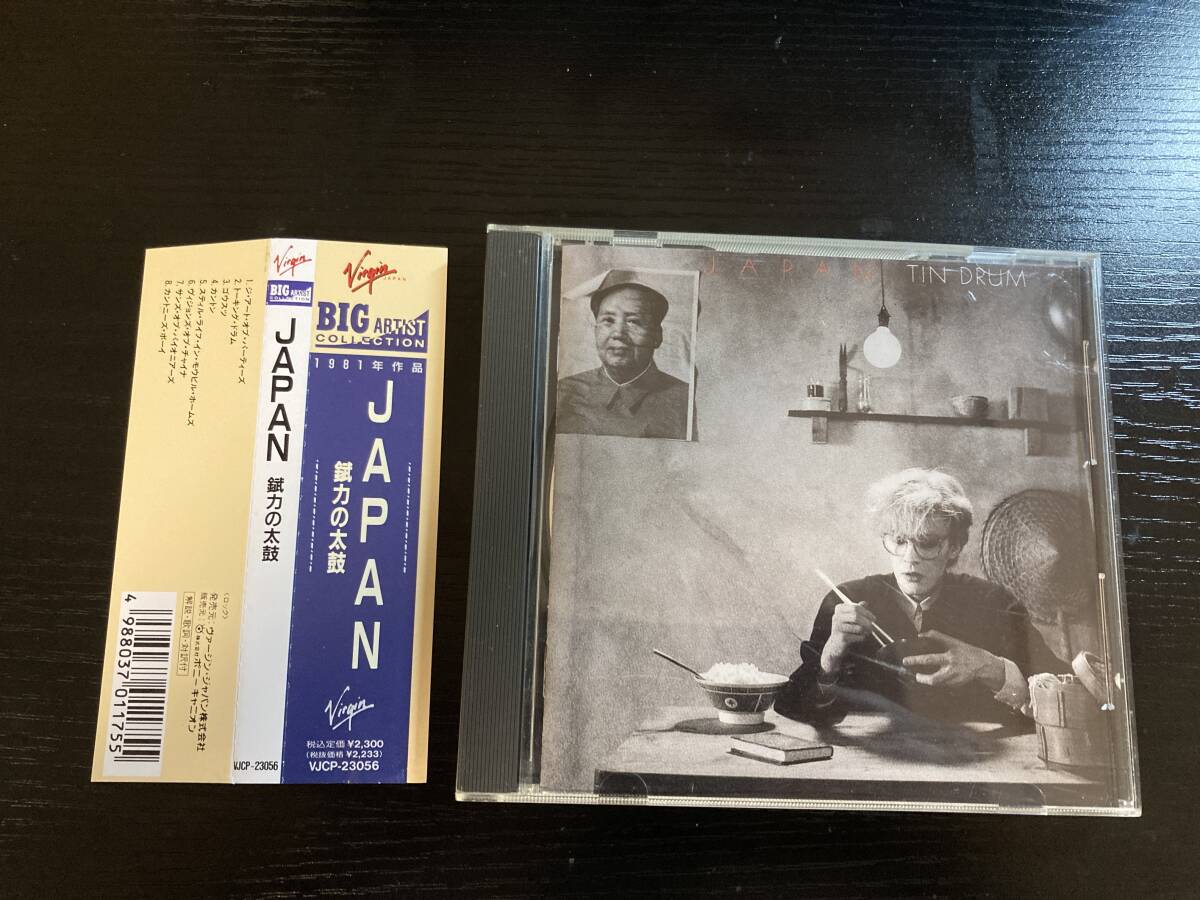 1. ジ・アート・オブ・パーティーズ
2. トーキング・ドラム
3. ゴウスツ
4. カントン
5. スティル・ライフ・イン・モウビル・ホームズ
6. ヴィジョンズ・オブ・チャイナ
7. サンズ・オブ・パイオニアーズ
8. カントニーズ・ボーイ
〈ロック〉
発売元:ヴァージン・ジャパン株式会社
販売元:株式会社ポニーキャニオン
解説・歌詞・対訳付
4 988037 011755
Virgin
BIG ARTIST
COLLECTION
JAPAN
錻力の太鼓
VJCP-23056
Virgin
JAPAN
BIG ARTIST
COLLECTION
1981年作品
JAPAN
錻力の太鼓
Virgin
税込定価¥2,300
(税抜価格¥2,233)
VJCP-23056
JAPAN TIN DRUM